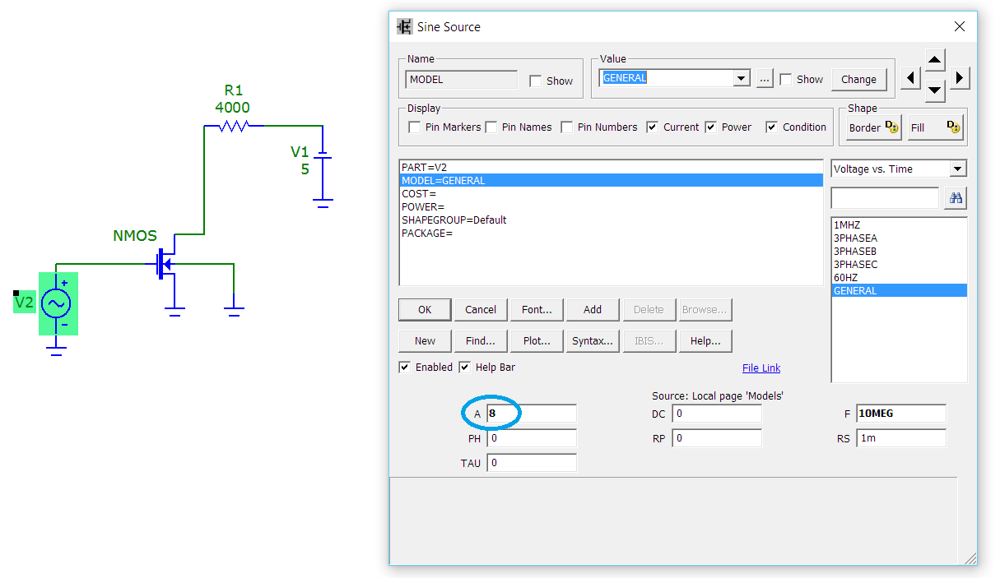 R1
4000
V1
5
NMOS
V2
+
-
Sine Source
Name
MODEL
Show
Value
GENERAL
...
Show
Change
Display
Pin Markers
Pin Names
Pin Numbers
Current
Power
Condition
Shape
Border
Fill
PART=V2
MODEL=GENERAL
COST=
POWER=
SHAPEGROUP=Default
PACKAGE=
Voltage vs. Time
1MHZ
3PHASEA
3PHASEB
3PHASEC
60HZ
GENERAL
OK
Cancel
Font...
Add
Delete
Browse...
New
Find...
Plot...
Syntax...
IBIS...
Help...
Enabled
Help Bar
File Link
Source: Local page 'Models'
A 8
DC 0
F 10MEG
PH 0
RP 0
RS 1m
TAU 0